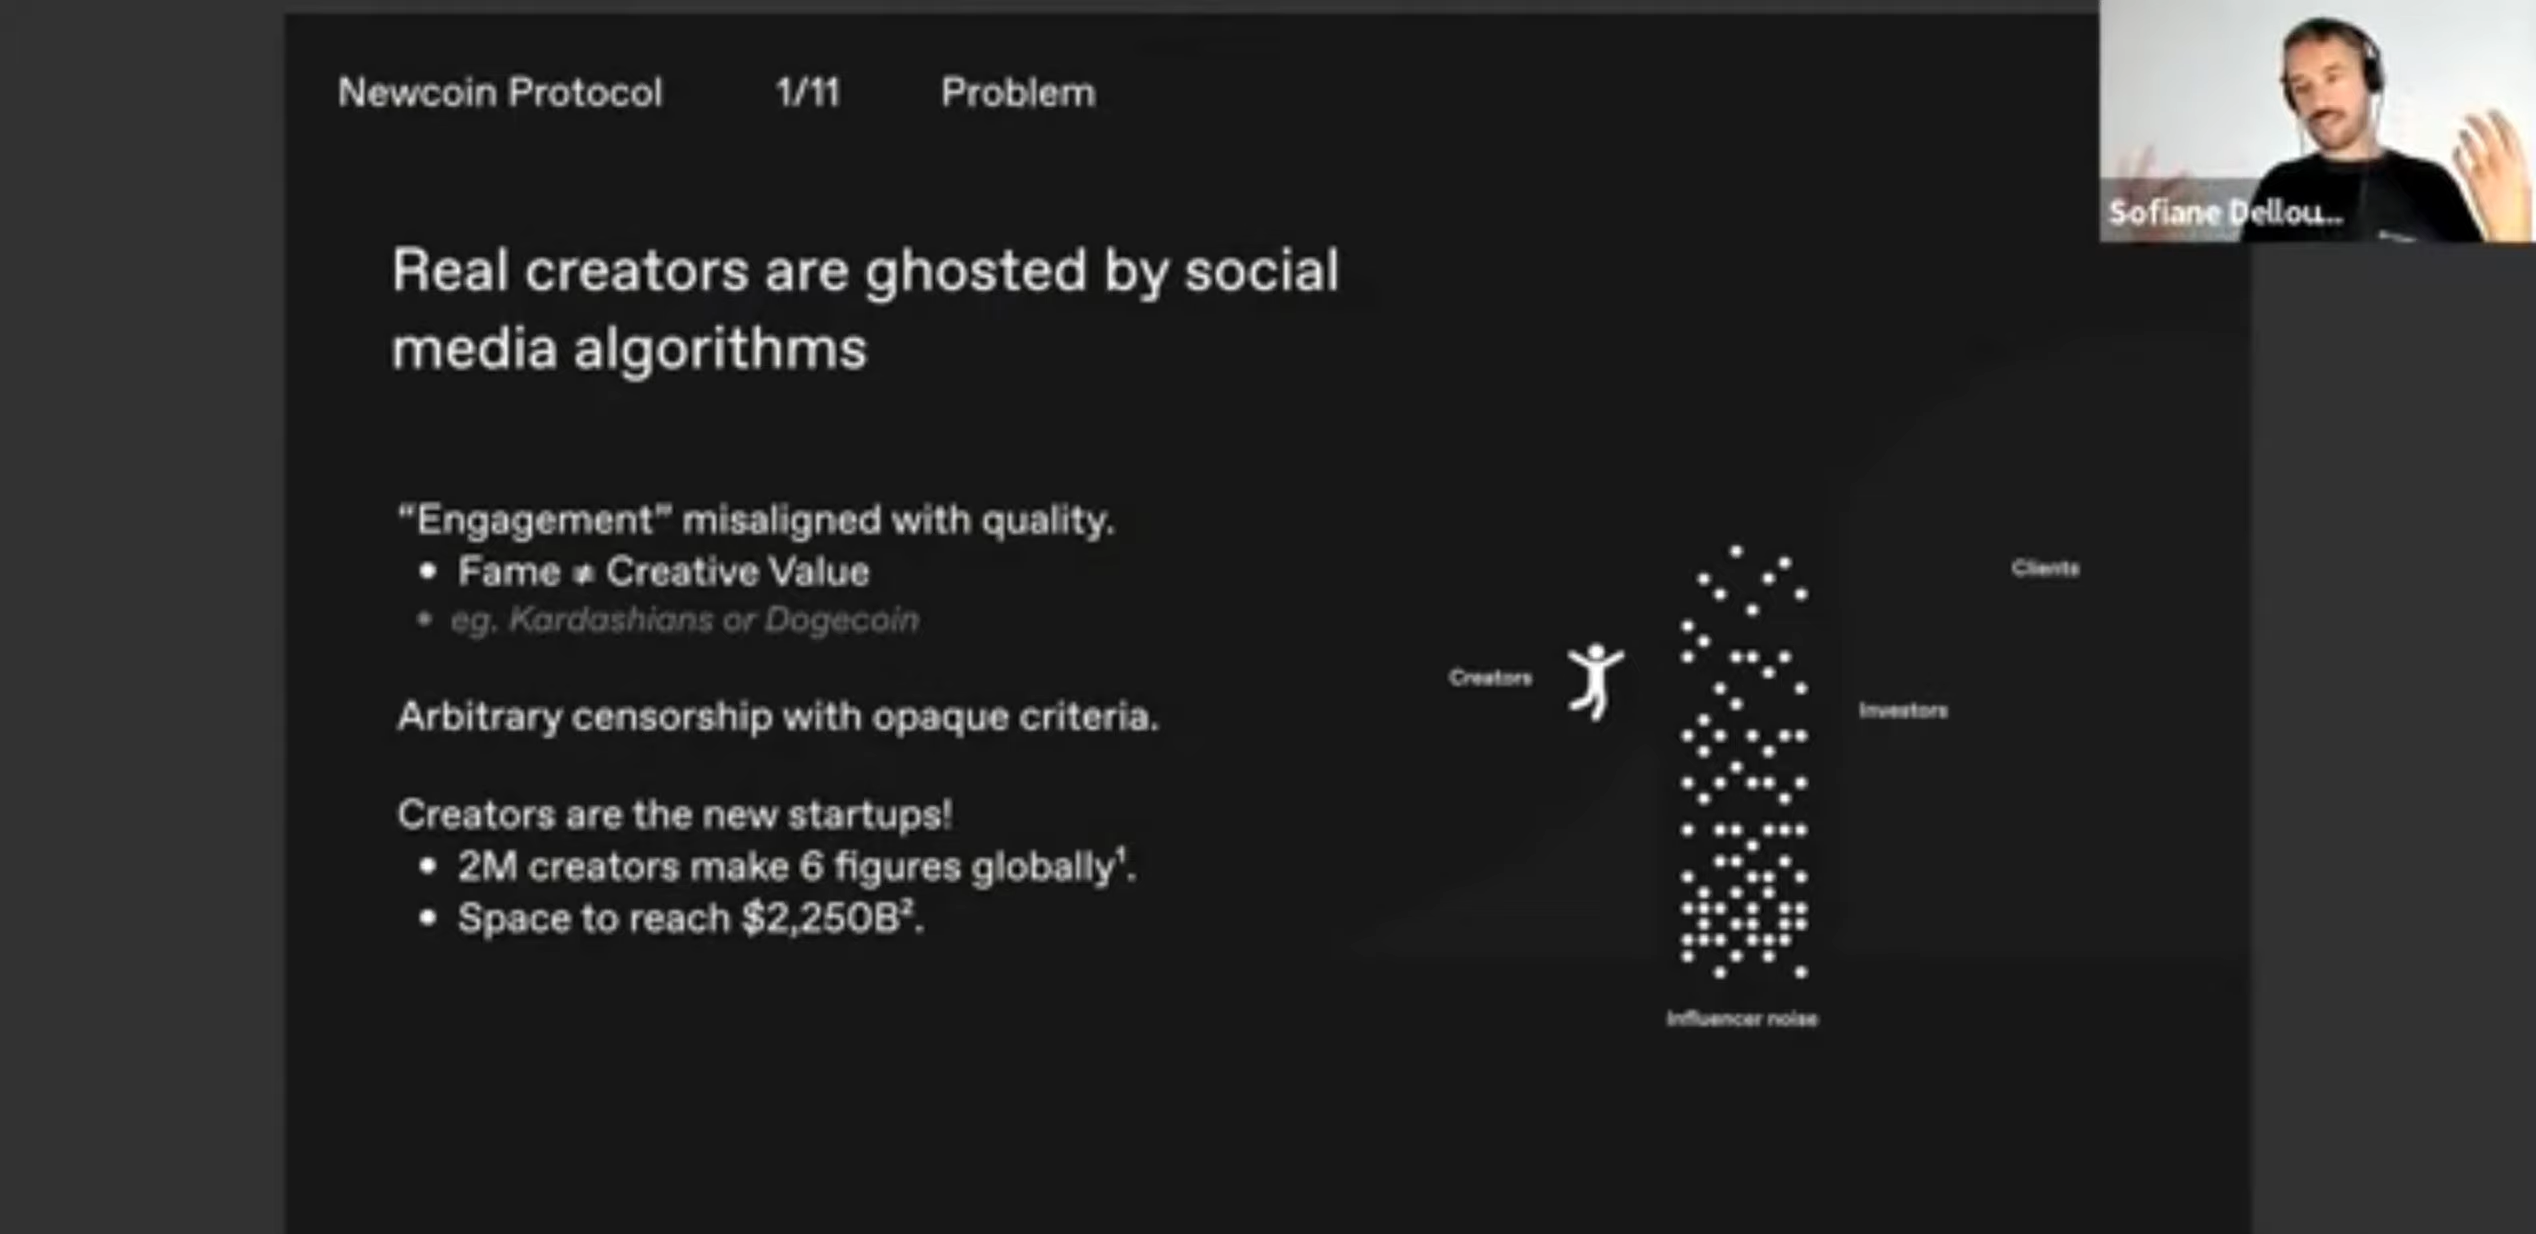 Newcoin Protocol 1/11 Problem
Sofiane Dellou...
Real creators are ghosted by social
media algorithms
“Engagement” misaligned with quality.
• Fame ≠ Creative Value
• eg. Kardashians or Dogecoin
Arbitrary censorship with opaque criteria.
Creators are the new startups!
• 2M creators make 6 figures globally¹.
• Space to reach $2,250B².
Clients
Creators
Investors
Influencer noise